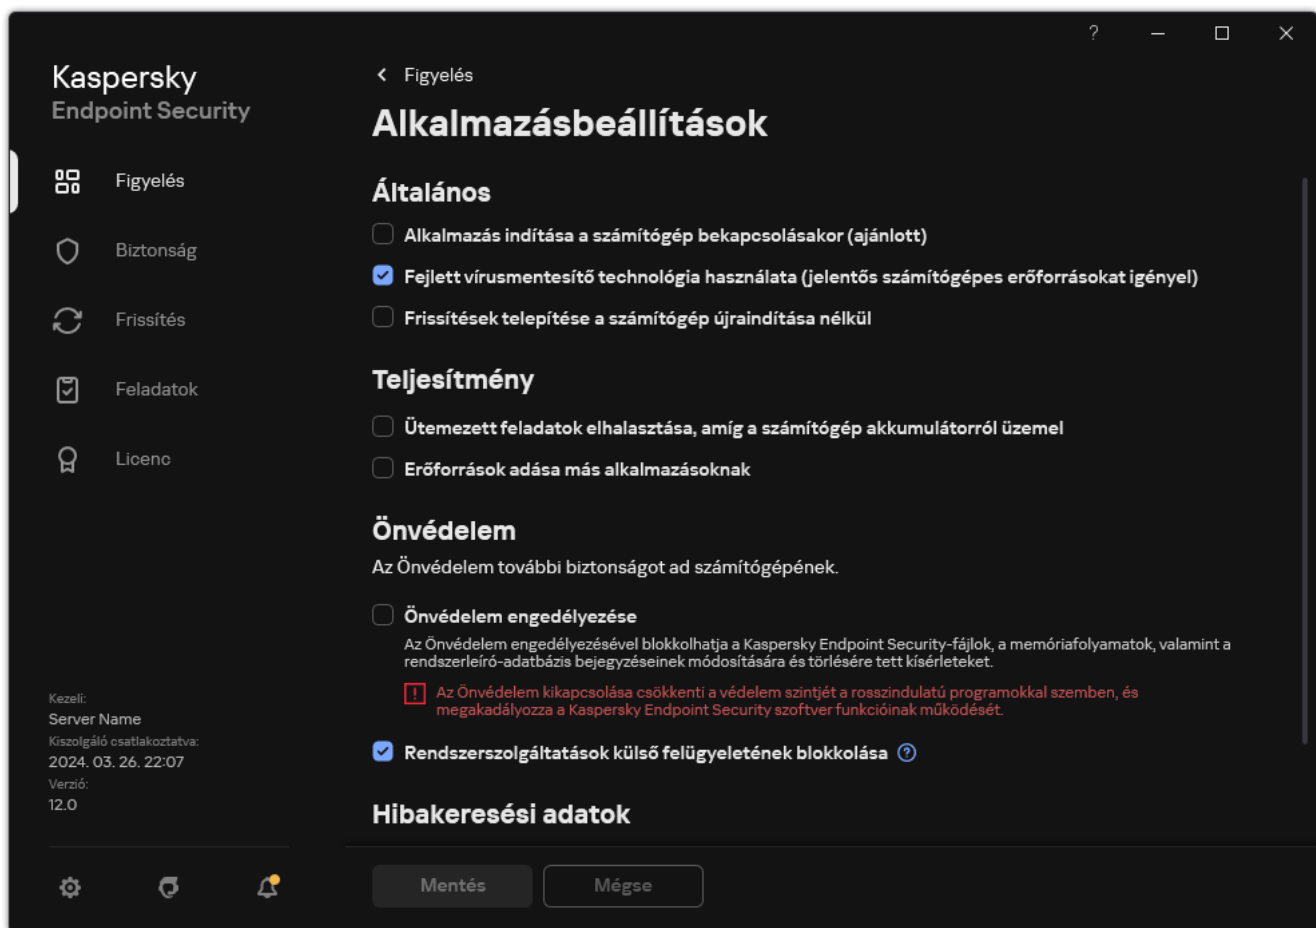 ?
Kaspersky
Endpoint Security
Figyelés
Biztonság
Frissítés
Feladatok
Licenc
Kezeli:
Server Name
Kiszolgáló csatlakoztatva:
2024. 03. 26. 22:07
Verzió:
12.0
Figyelés
Alkalmazásbeállítások
Általános
Alkalmazás indítása a számítógép bekapcsolásakor (ajánlott)
Fejlett vírusmentesítő technológia használata (jelentős számítógépes erőforrásokat igényel)
Frissítések telepítése a számítógép újraindítása nélkül
Teljesítmény
Ütemezett feladatok elhalasztása, amíg a számítógép akkumulátorról üzemel
Erőforrások adása más alkalmazásoknak
Önvédelem
Az Önvédelem további biztonságot ad számítógépének.
Önvédelem engedélyezése
Az Önvédelem engedélyezésével blokkolhatja a Kaspersky Endpoint Security-fájlok, a memóriafolyamatok, valamint a
rendszerleíró-adatbázis bejegyzéseinek módosítására és törlésére tett kísérleteket.
! Az Önvédelem kikapcsolása csökkenti a védelem szintjét a rosszindulatú programokkal szemben, és
megakadályozza a Kaspersky Endpoint Security szoftver funkcióinak működését.
Rendszerszolgáltatások külső felügyeletének blokkolása ?
Hibakeresési adatok
Mentés
Mégse